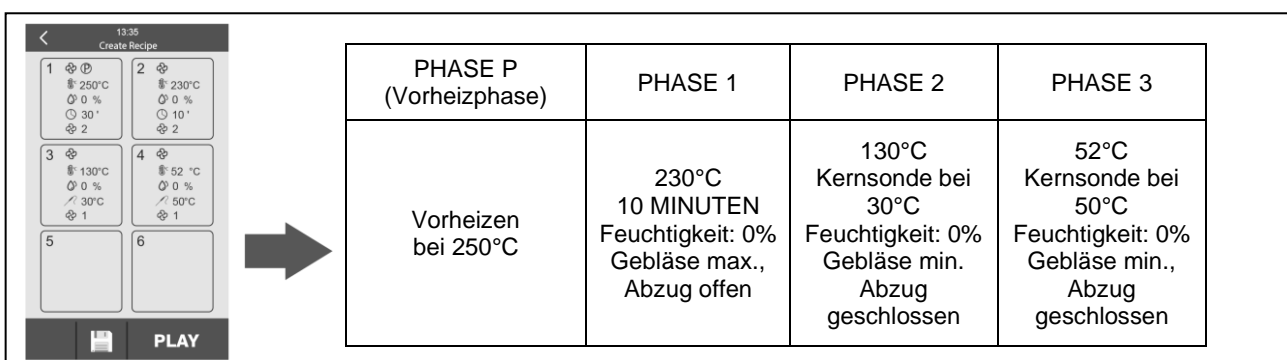 13:35
Create Recipe
1 P
250°C
0 %
30 '
2
2
230°C
0 %
10 '
2
3
130°C
0 %
30°C
1
4
52 °C
0 %
50°C
1
5
6
PLAY
PHASE P
(Vorheizphase)
PHASE 1
PHASE 2
PHASE 3
Vorheizen
bei 250°C
230°C
10 MINUTEN
Feuchtigkeit: 0%
Gebläse max.,
Abzug offen
130°C
Kernsonde bei
30°C
Feuchtigkeit: 0%
Gebläse min.
Abzug
geschlossen
52°C
Kernsonde bei
50°C
Feuchtigkeit: 0%
Gebläse min.,
Abzug
geschlossen